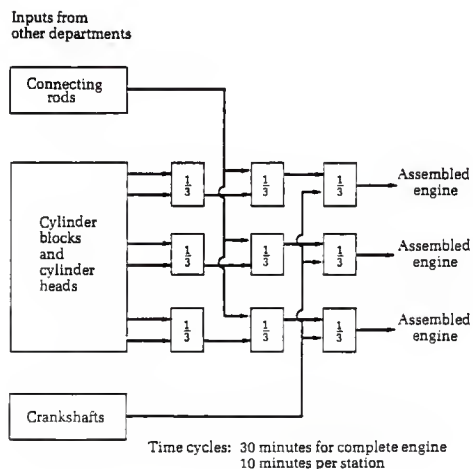 Inputs from
other departments
Connecting
rods
Cylinder
blocks
and
cylinder
heads
1/3 1/3 1/3
Assembled
engine
1/3 1/3 1/3
Assembled
engine
1/3 1/3 1/3
Assembled
engine
Crankshafts
Time cycles: 30 minutes for complete engine
10 minutes per station